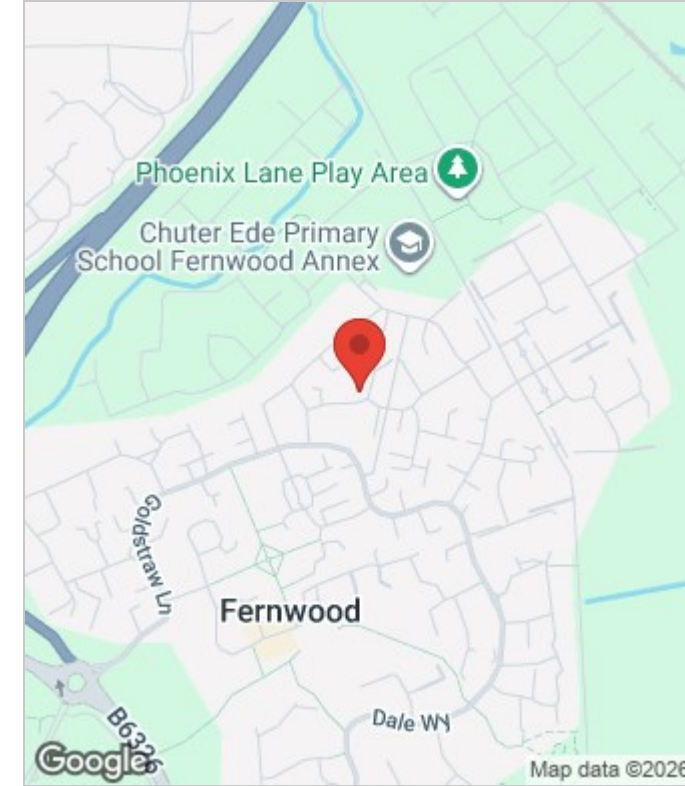 Phoenix Lane Play Area
Chuter Ede Primary
School Fernwood Annex
Goldstraw Ln
Fernwood
B6326
Dale Wy
Google
Map data ©2026